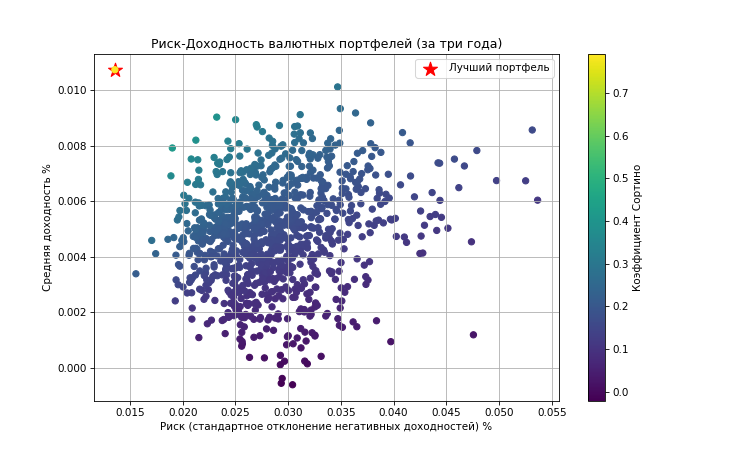 Риск-Доходность валютных портфелей (за три года)
Лучший портфель
Средняя доходность %
0.010
0.008
0.006
0.004
0.002
0.000
0.015 0.020 0.025 0.030 0.035 0.040 0.045 0.050 0.055
Риск (стандартное отклонение негативных доходностей) %
0.7
0.6
0.5
0.4
0.3
0.2
0.1
0.0
Коэффициент Сортино